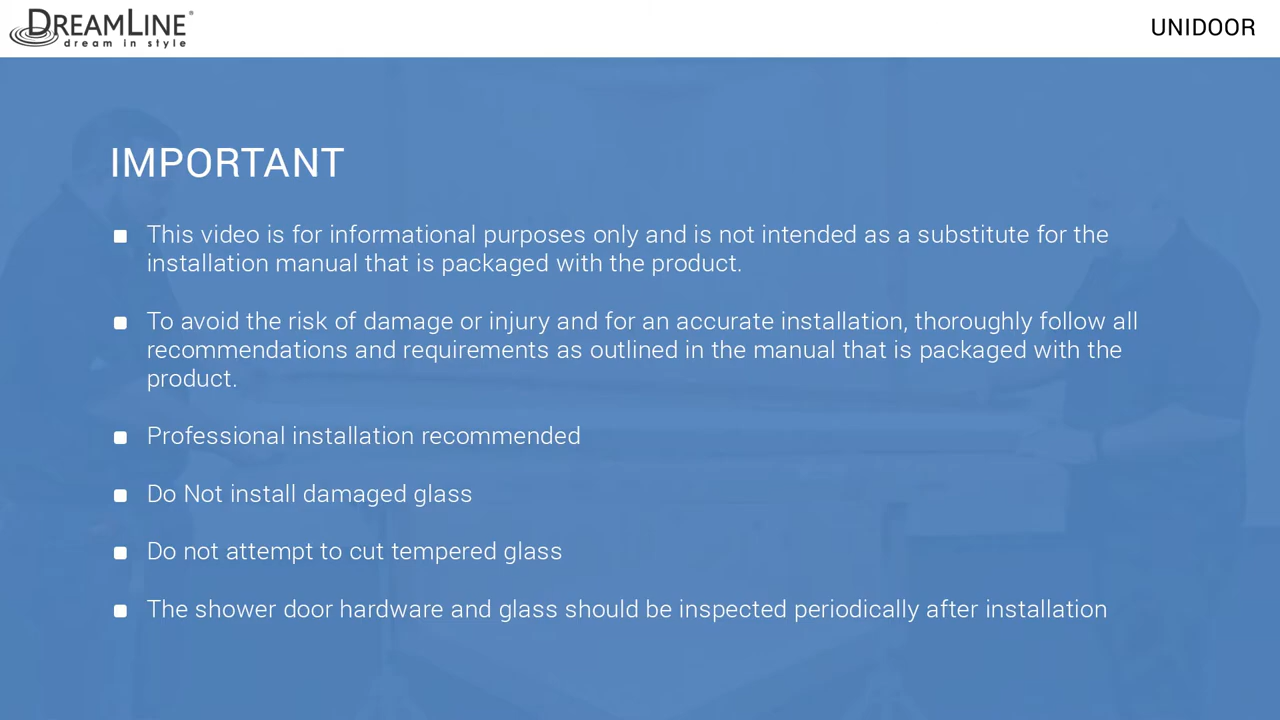 DREAMLINE®
dream in style
UNIDOOR
IMPORTANT
This video is for informational purposes only and is not intended as a substitute for the
installation manual that is packaged with the product.
To avoid the risk of damage or injury and for an accurate installation, thoroughly follow all
recommendations and requirements as outlined in the manual that is packaged with the
product.
Professional installation recommended
Do Not install damaged glass
Do not attempt to cut tempered glass
The shower door hardware and glass should be inspected periodically after installation